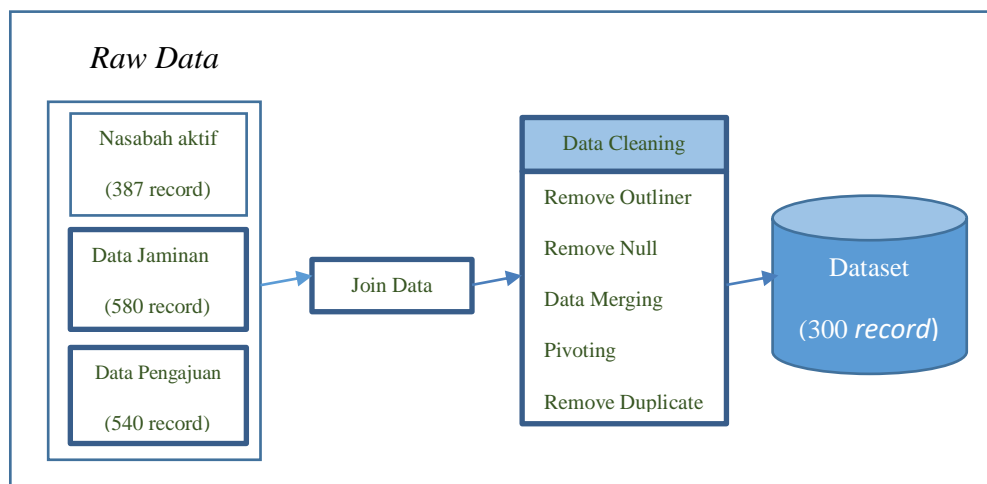 Raw Data
Nasabah aktif
(387 record)
Data Jaminan
(580 record)
Data Pengajuan
(540 record)
Join Data
Data Cleaning
Remove Outliner
Remove Null
Data Merging
Pivoting
Remove Duplicate
Dataset
(300 record)